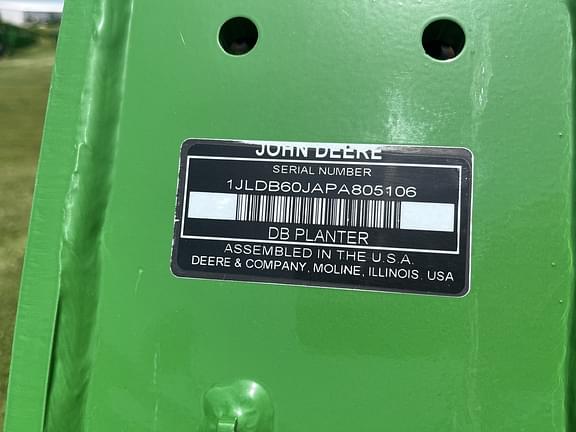 JOHN DEERE
SERIAL NUMBER
1JLDB60JAPA805106
DB PLANTER
ASSEMBLED IN THE U.S.A.
DEERE & COMPANY, MOLINE, ILLINOIS, USA